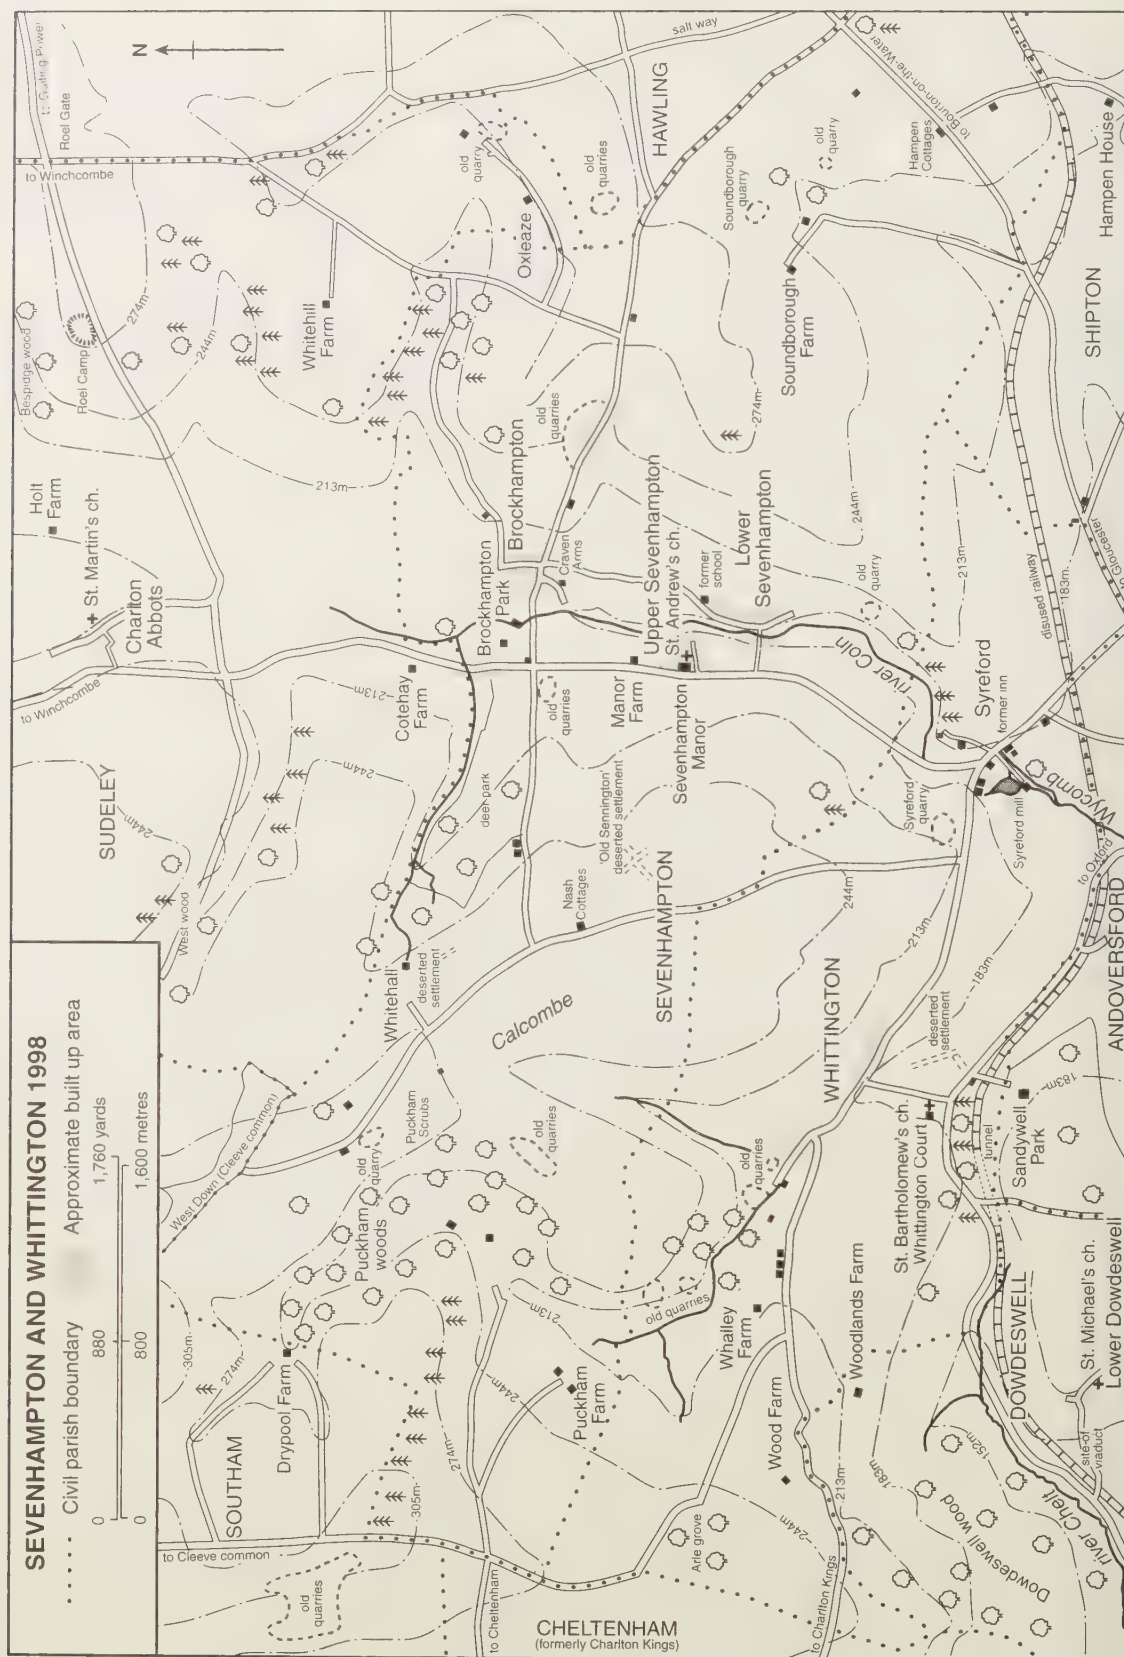 SEVENHAMPTON AND WHITTINGTON 1998
Civil parish boundary
Approximate built up area
0
880
1,760 yards
0
800
1,600 metres
N
to Cleeve common
SOUTHAM
305m
274m
Drypool Farm
old
quarries
305m
274m
to Cheltenham
CHELTENHAM
(formerly Charlton Kings)
West Down (Cleeve common)
old
quarry
Puckham
woods
Puckham
Scrubs
old
quarries
213m
244m
Puckham
Farm
Arle grove
244m
to Charlton Kings
Wood Farm
213m
Whalley
Farm
old quarries
old
quarries
Woodlands Farm
183m
Dowdeswell wood
152m
river Chelt
site of
viaduct
DOWDESWELL
St. Michael's ch.
Lower Dowdeswell
St. Bartholomew's ch.
Whittington Court
tunnel
Sandywell
Park
183m
deserted
settlement
183m
213m
WHITTINGTON
ANDOVERSFORD
to Oxford
SUDELEY
244m
West wood
244m
213m
to Winchcombe
Charlton
Abbots
St. Martin's ch.
Holt
Farm
Whitehall
deserted
settlement
Calcombe
Nash
Cottages
deer park
Cotehay
Farm
'Old Sennington'
deserted settlement
SEVENHAMPTON
244m
old
quarries
Brockhampton
Park
Brockhampton
Craven
Arms
Manor
Farm
Upper Sevenhampton
St. Andrew's ch.
Sevenhampton
Manor
former
school
Lower
Sevenhampton
river Coln
old
quarry
Syreford
quarry
Syreford
former inn
Syreford mill
Wycomb
213m
244m
213m
disused railway
183m
to Gloucester
SHIPTON
Bespidge wood
Roel Camp
274m
244m
Roel Gate
to Guiting Power
to Winchcombe
Whitehill
Farm
old
quarries
Oxleaze
old
quarry
old
quarries
salt way
HAWLING
274m
Soundborough
quarry
Soundborough
Farm
old
quarry
Hampen
Cottages
to Bourton-on-the-Water
Hampen House